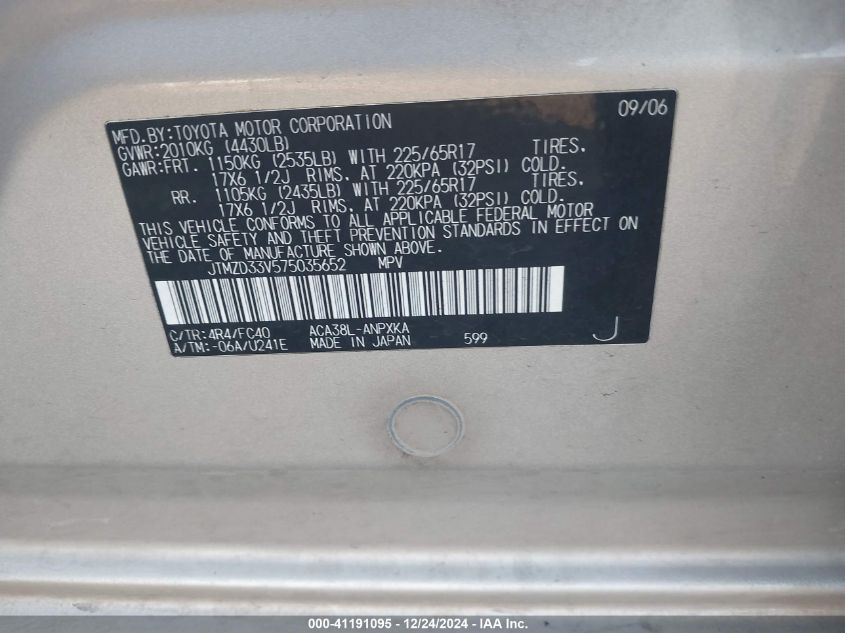 09/06
MFD.BY:TOYOTA MOTOR CORPORATION
GVWR:2010KG (4430LB)
GAWR:FRT. 1150KG (2535LB) WITH 225/65R17 TIRES.
17X6 1/2J RIMS. AT 220KPA (32PSI) COLD.
RR. 1105KG (2435LB) WITH 225/65R17 TIRES.
17X6 1/2J RIMS. AT 220KPA (32PSI) COLD.
THIS VEHICLE CONFORMS TO ALL APPLICABLE FEDERAL MOTOR
VEHICLE SAFETY AND THEFT PREVENTION STANDARDS IN EFFECT ON
THE DATE OF MANUFACTURE SHOWN ABOVE.
JTMZD33V575035652 MPV
C/TR:4R4/FC40 ACA38L-ANPXKA
A/TM:-06A/U241E MADE IN JAPAN 599 J
000-41191095 - 12/24/2024 - IAA Inc.